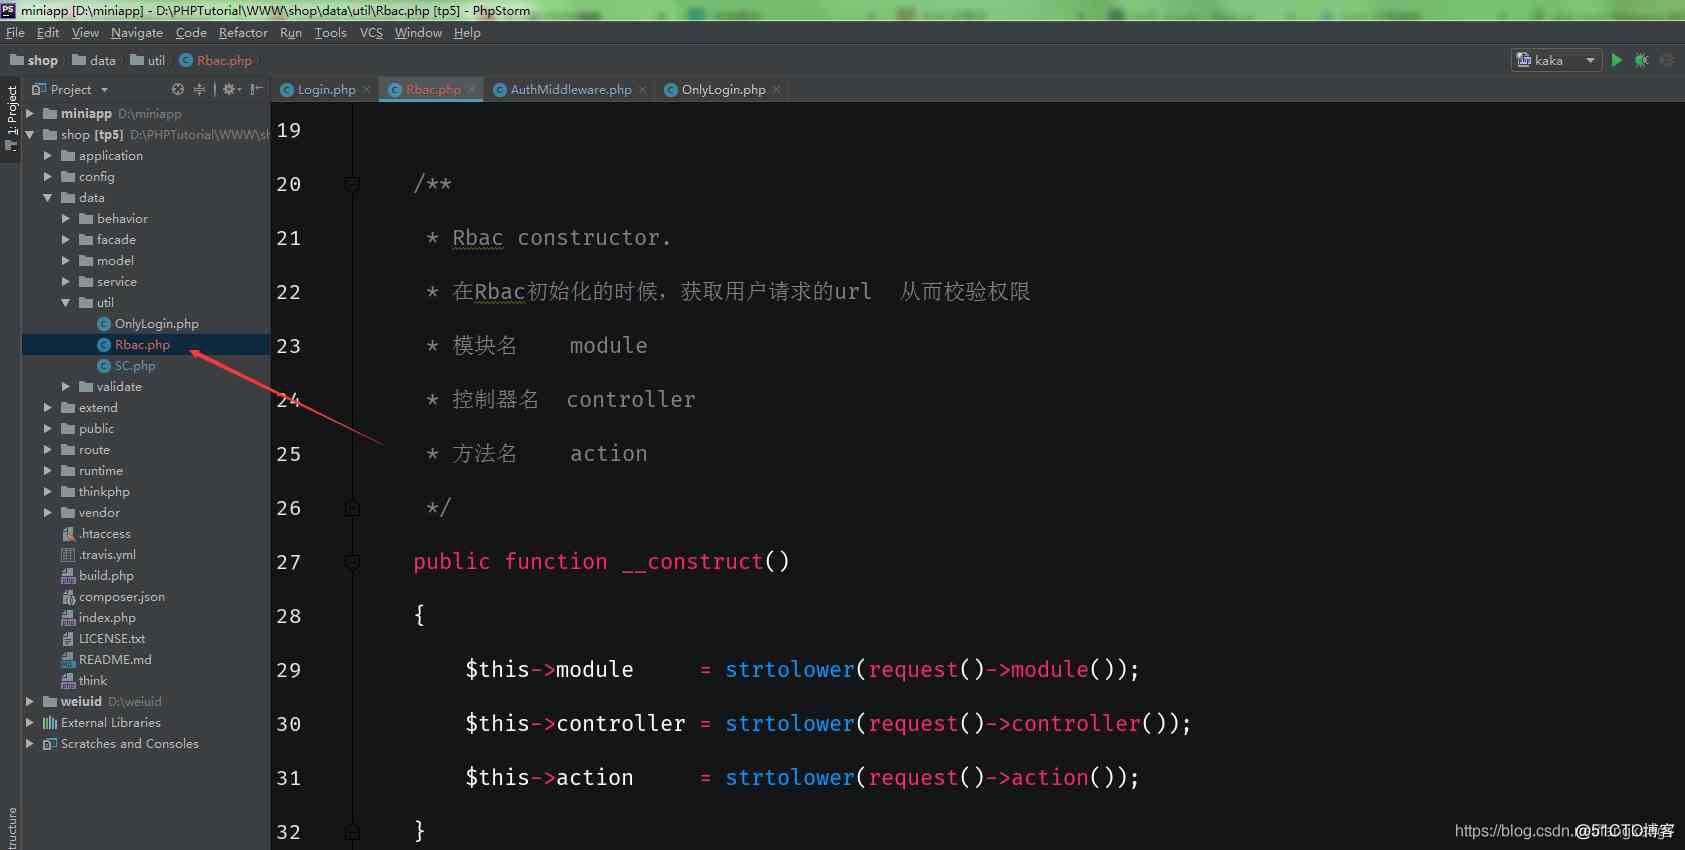 miniapp [D:\miniapp] - D:\PHPTutorial\WWW\shop\data\util\Rbac.php [tp5] - PhpStorm
File Edit View Navigate Code Refactor Run Tools VCS Window Help
shop data util Rbac.php kaka
Project Login.php Rbac.php AuthMiddleware.php OnlyLogin.php
1: Project
miniapp D:\miniapp
shop [tp5] D:\PHPTutorial\WWW\sh
application
config
data
behavior
facade
model
service
util
OnlyLogin.php
Rbac.php
SC.php
validate
extend
public
route
runtime
thinkphp
vendor
.htaccess
.travis.yml
build.php
composer.json
index.php
LICENSE.txt
README.md
think
weiuid D:\weiuid
External Libraries
Scratches and Consoles
tructure
19
20 /**
21 * Rbac constructor.
22 * 在Rbac初始化的时候，获取用户请求的url 从而校验权限
23 * 模块名 module
24 * 控制器名 controller
25 * 方法名 action
26 */
27 public function __construct()
28 {
29 $this->module = strtolower(request()->module());
30 $this->controller = strtolower(request()->controller());
31 $this->action = strtolower(request()->action());
32 }
https://blog.csdn.
@51CTO博客